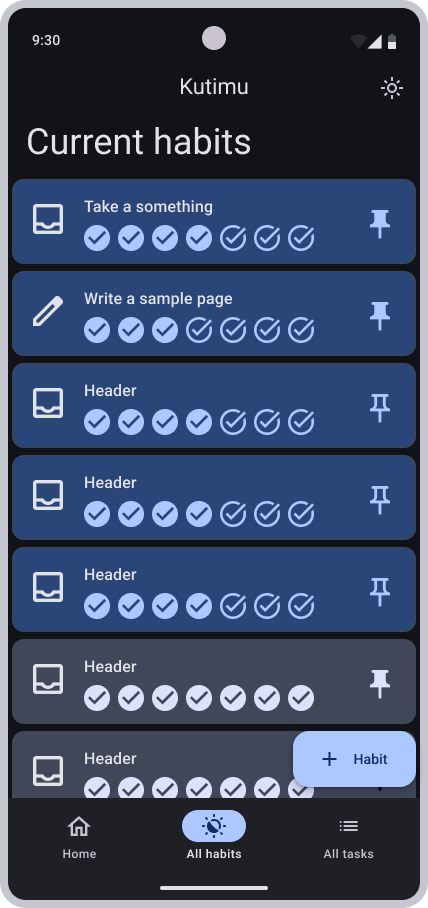 9:30
Kutimu
Current habits
Take a something
Write a sample page
Header
Header
Header
Header
Header
+ Habit
Home
All habits
All tasks